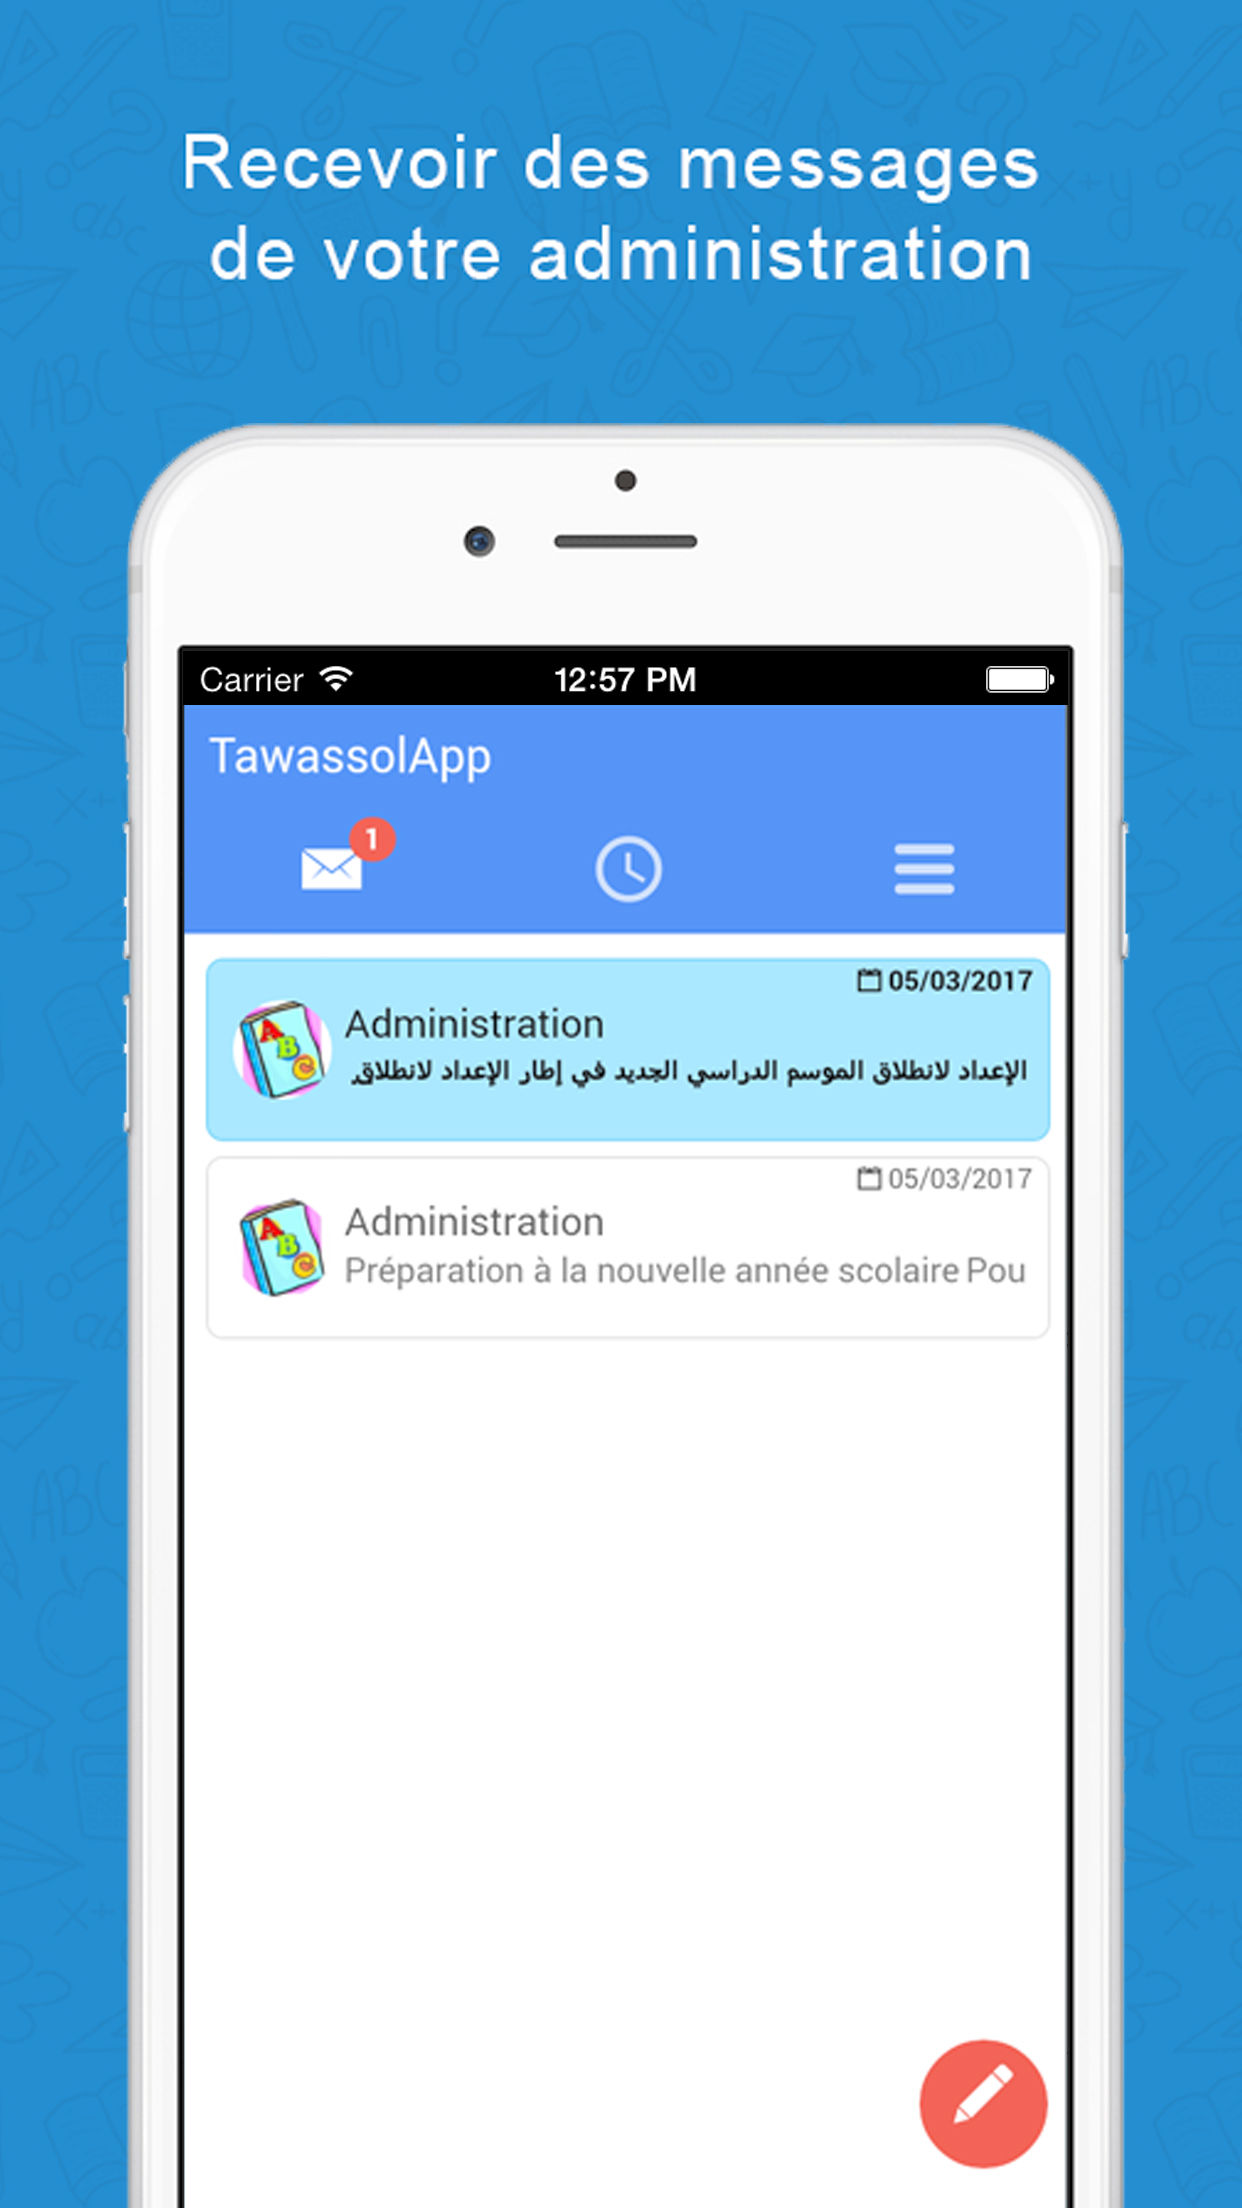 Recevoir des messages
de votre administration
Carrier 12:57 PM
TawassolApp
1
05/03/2017
Administration
الإعداد لانطلاق الموسم الدراسي الجديد في إطار الإعداد لانطلاق
05/03/2017
Administration
Préparation à la nouvelle année scolaire Pou